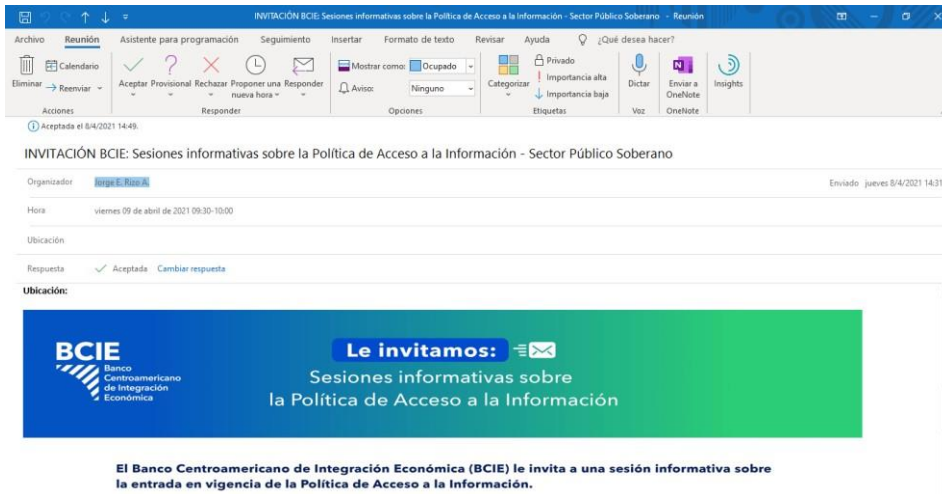 INVITACIÓN BCIE: Sesiones informativas sobre la Política de Acceso a la Información - Sector Público Soberano - Reunión
Archivo Reunión Asistente para programación Seguimiento Insertar Formato de texto Revisar Ayuda ¿Qué desea hacer?
Eliminar Calendario Reenviar
Aceptar Provisional Rechazar Proponer una nueva hora Responder
Mostrar como: Ocupado
Aviso: Ninguno
Categorizar
Privado
Importancia alta
Importancia baja
Dictar
Enviar a OneNote
Insights
Acciones Responder Opciones Etiquetas Voz OneNote
Aceptada el 8/4/2021 14:49.
INVITACIÓN BCIE: Sesiones informativas sobre la Política de Acceso a la Información - Sector Público Soberano
Organizador Jorge E. Rizo A. Enviado jueves 8/4/2021 14:31
Hora viernes 09 de abril de 2021 09:30-10:00
Ubicación
Respuesta Aceptada Cambiar respuesta
Ubicación:
BCIE
Banco
Centroamericano
de Integración
Económica
Le invitamos:
Sesiones informativas sobre
la Política de Acceso a la Información
El Banco Centroamericano de Integración Económica (BCIE) le invita a una sesión informativa sobre
la entrada en vigencia de la Política de Acceso a la Información.